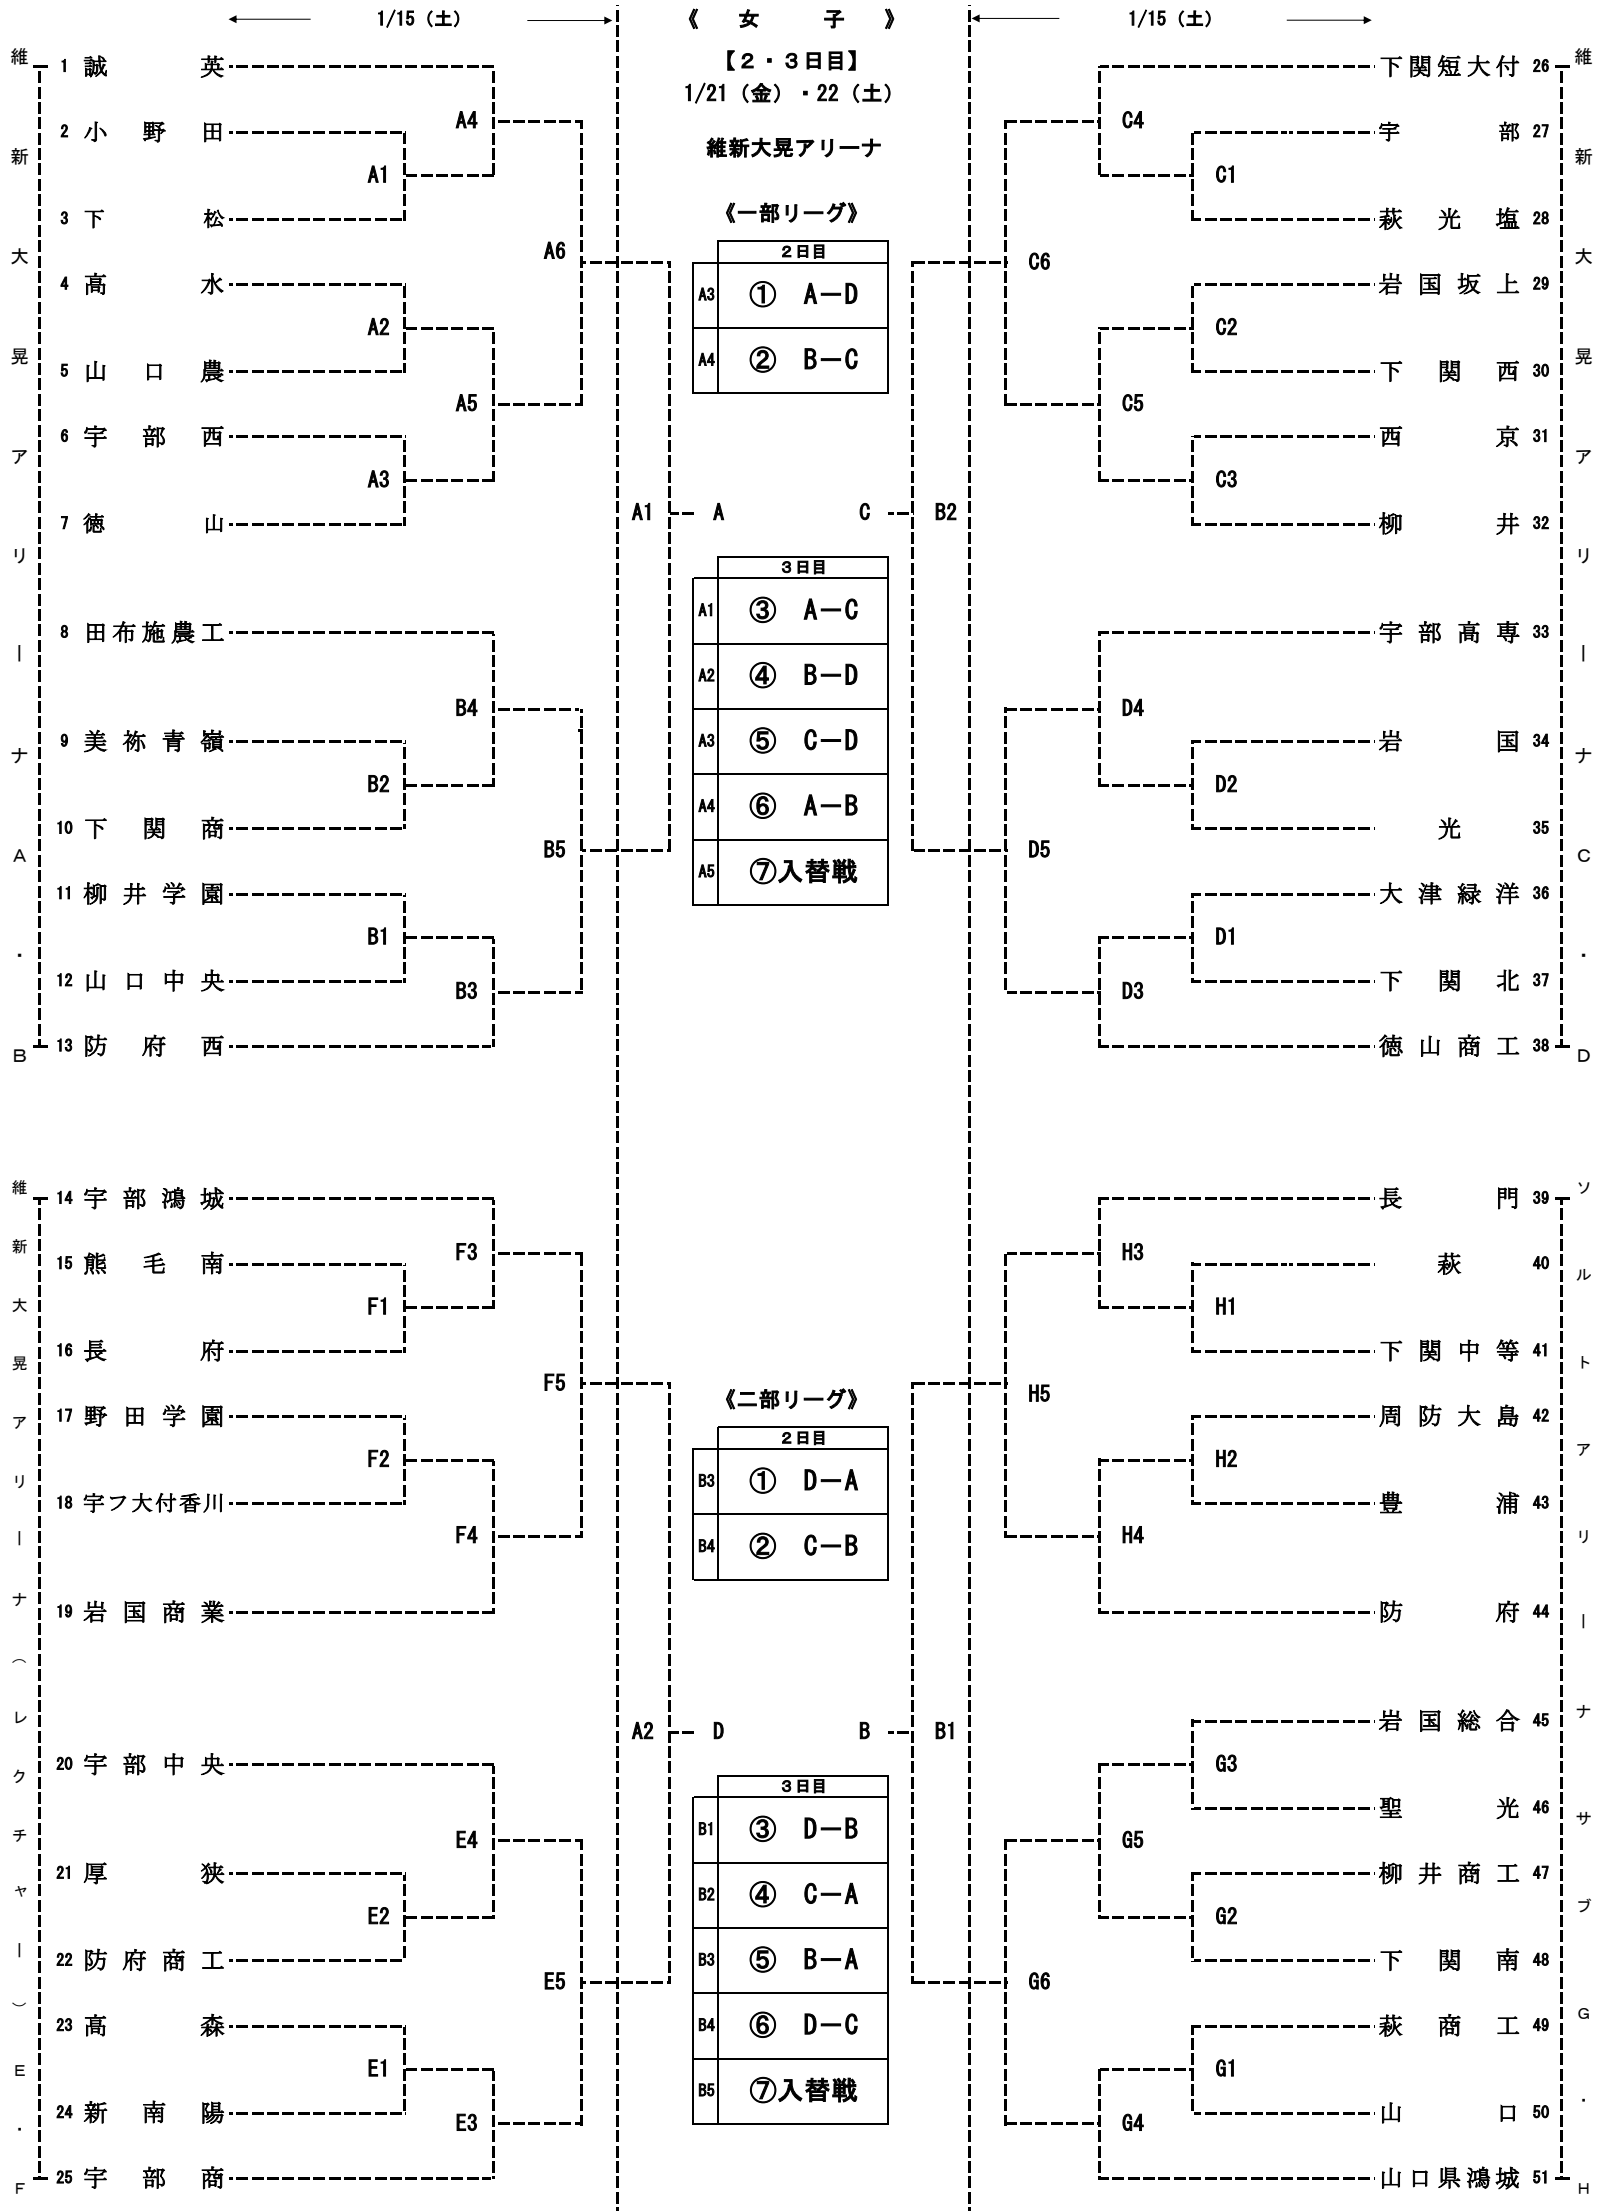 1/15（土）
《　女　子　》
1/15（土）
【２・３日目】
1/21（金）・22（土）
維新大晃アリーナ
維新大晃アリーナA・B
1 誠英
2 小野田
3 下松
4 高水
5 山口農
6 宇部西
7 徳山
8 田布施農工
9 美祢青嶺
10 下関商
11 柳井学園
12 山口中央
13 防府西
A4
A1
A6
A2
A5
A3
B4
B2
B5
B1
B3
維新大晃アリーナ（レクチャー）E・F
14 宇部鴻城
15 熊毛南
16 長府
17 野田学園
18 宇フ大付香川
19 岩国商業
20 宇部中央
21 厚狭
22 防府商工
23 高森
24 新南陽
25 宇部商
F3
F1
F5
F2
F4
E4
E2
E5
E1
E3
《一部リーグ》
２日目
A3 ① A－D
A4 ② B－C
A1 A
C B2
３日目
A1 ③ A－C
A2 ④ B－D
A3 ⑤ C－D
A4 ⑥ A－B
A5 ⑦入替戦
《二部リーグ》
２日目
B3 ① D－A
B4 ② C－B
A2 D
B B1
３日目
B1 ③ D－B
B2 ④ C－A
B3 ⑤ B－A
B4 ⑥ D－C
B5 ⑦入替戦
C4
C1
C6
C2
C5
C3
D4
D2
D5
D1
D3
下関短大付 26
宇部 27
萩光塩 28
岩国坂上 29
下関西 30
西京 31
柳井 32
宇部高専 33
岩国 34
光 35
大津緑洋 36
下関北 37
徳山商工 38
維新大晃アリーナC・D
H3
H1
H5
H2
H4
G3
G5
G2
G6
G1
G4
長門 39
萩 40
下関中等 41
周防大島 42
豊浦 43
防府 44
岩国総合 45
聖光 46
柳井商工 47
下関南 48
萩商工 49
山口 50
山口県鴻城 51
ソルトアリーナサブG・H